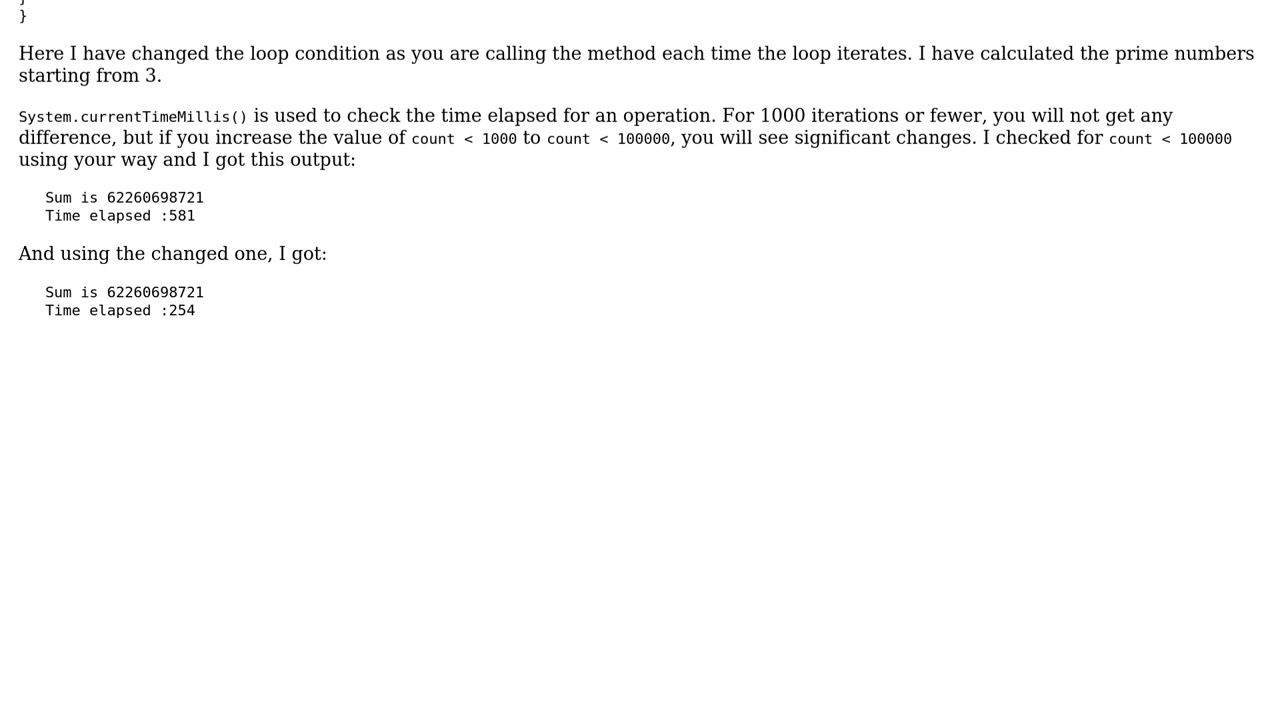 }
Here I have changed the loop condition as you are calling the method each time the loop iterates. I have calculated the prime numbers
starting from 3.
System.currentTimeMillis() is used to check the time elapsed for an operation. For 1000 iterations or fewer, you will not get any
difference, but if you increase the value of count < 1000 to count < 100000, you will see significant changes. I checked for count < 100000
using your way and I got this output:
Sum is 62260698721
Time elapsed :581
And using the changed one, I got:
Sum is 62260698721
Time elapsed :254